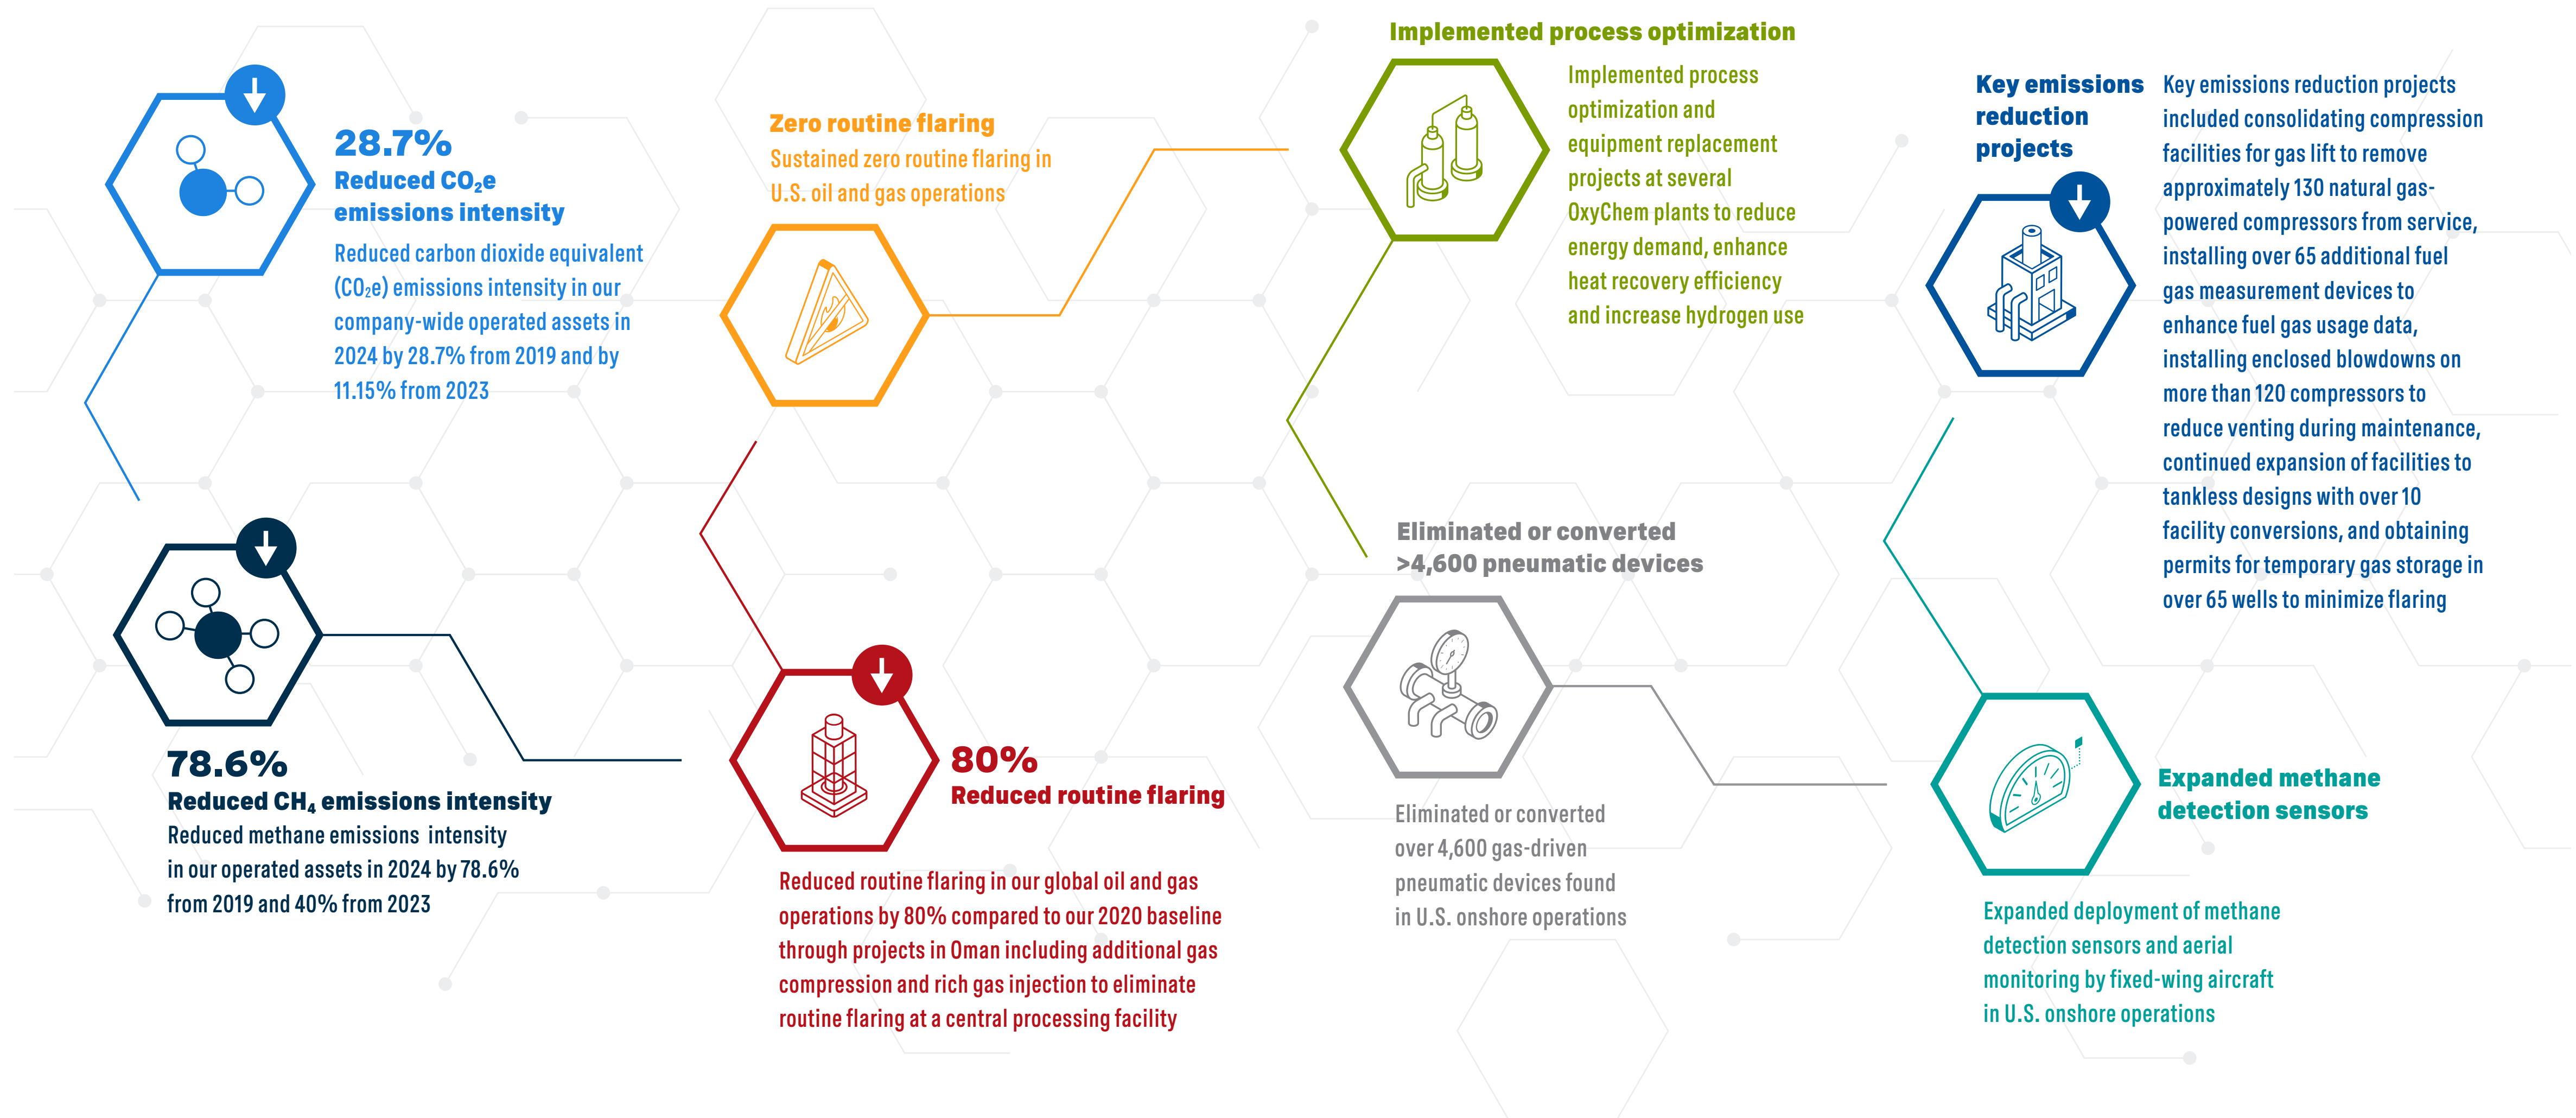 28.7%
Reduced CO₂e
emissions intensity
Reduced carbon dioxide equivalent
(CO₂e) emissions intensity in our
company-wide operated assets in
2024 by 28.7% from 2019 and by
11.15% from 2023
78.6%
Reduced CH₄ emissions intensity
Reduced methane emissions intensity
in our operated assets in 2024 by 78.6%
from 2019 and 40% from 2023
Zero routine flaring
Sustained zero routine flaring in
U.S. oil and gas operations
80%
Reduced routine flaring
Reduced routine flaring in our global oil and gas
operations by 80% compared to our 2020 baseline
through projects in Oman including additional gas
compression and rich gas injection to eliminate
routine flaring at a central processing facility
Implemented process optimization
Implemented process
optimization and
equipment replacement
projects at several
OxyChem plants to reduce
energy demand, enhance
heat recovery efficiency
and increase hydrogen use
Eliminated or converted
>4,600 pneumatic devices
Eliminated or converted
over 4,600 gas-driven
pneumatic devices found
in U.S. onshore operations
Key emissions
reduction
projects
Key emissions reduction projects
included consolidating compression
facilities for gas lift to remove
approximately 130 natural gas-
powered compressors from service,
installing over 65 additional fuel
gas measurement devices to
enhance fuel gas usage data,
installing enclosed blowdowns on
more than 120 compressors to
reduce venting during maintenance,
continued expansion of facilities to
tankless designs with over 10
facility conversions, and obtaining
permits for temporary gas storage in
over 65 wells to minimize flaring
Expanded methane
detection sensors
Expanded deployment of methane
detection sensors and aerial
monitoring by fixed-wing aircraft
in U.S. onshore operations